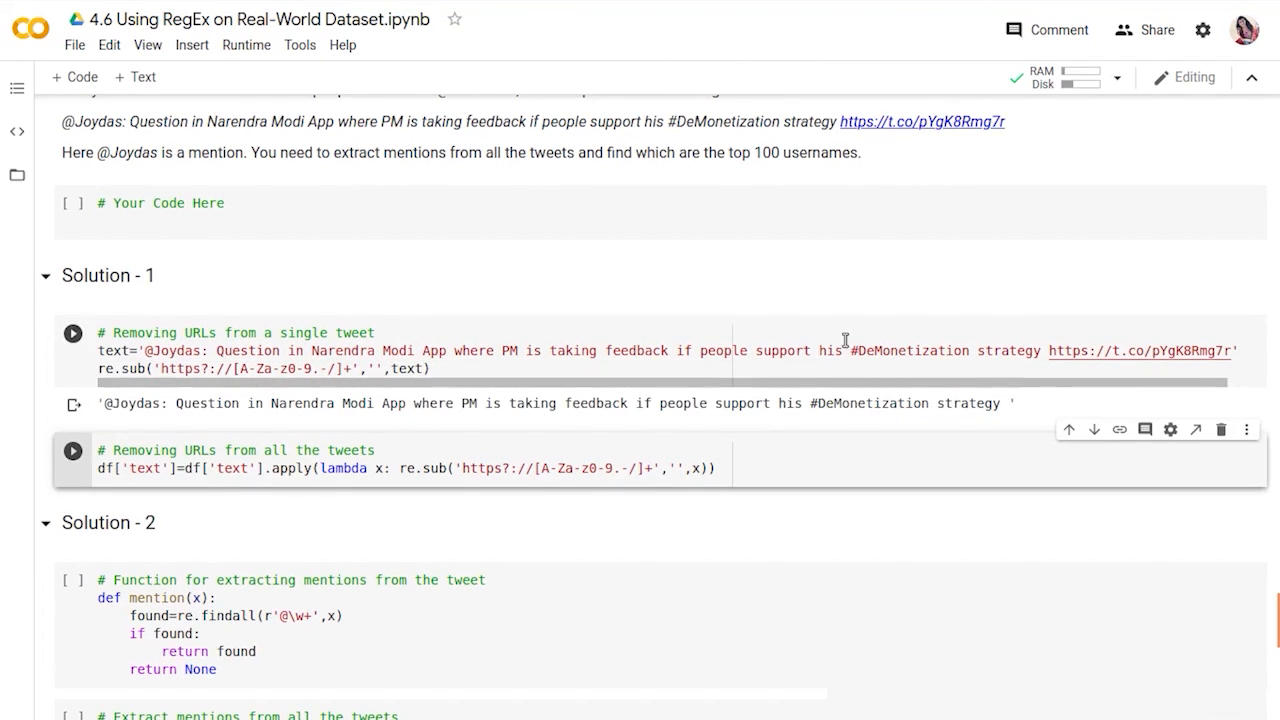 4.6 Using RegEx on Real-World Dataset.ipynb
Comment
Share
File Edit View Insert Runtime Tools Help
+ Code + Text
RAM
Disk
Editing
@Joydas: Question in Narendra Modi App where PM is taking feedback if people support his #DeMonetization strategy https://t.co/pYgK8Rmg7r
Here @Joydas is a mention. You need to extract mentions from all the tweets and find which are the top 100 usernames.
[ ] # Your Code Here
Solution - 1
# Removing URLs from a single tweet
text='@Joydas: Question in Narendra Modi App where PM is taking feedback if people support his #DeMonetization strategy https://t.co/pYgK8Rmg7r'
re.sub('https?://[A-Za-z0-9.-/]+','',text)
'@Joydas: Question in Narendra Modi App where PM is taking feedback if people support his #DeMonetization strategy '
# Removing URLs from all the tweets
df['text']=df['text'].apply(lambda x: re.sub('https?://[A-Za-z0-9.-/]+','',x))
Solution - 2
[ ] # Function for extracting mentions from the tweet
def mention(x):
found=re.findall(r'@\w+',x)
if found:
return found
return None
[ ] # Extract mentions from all the tweets